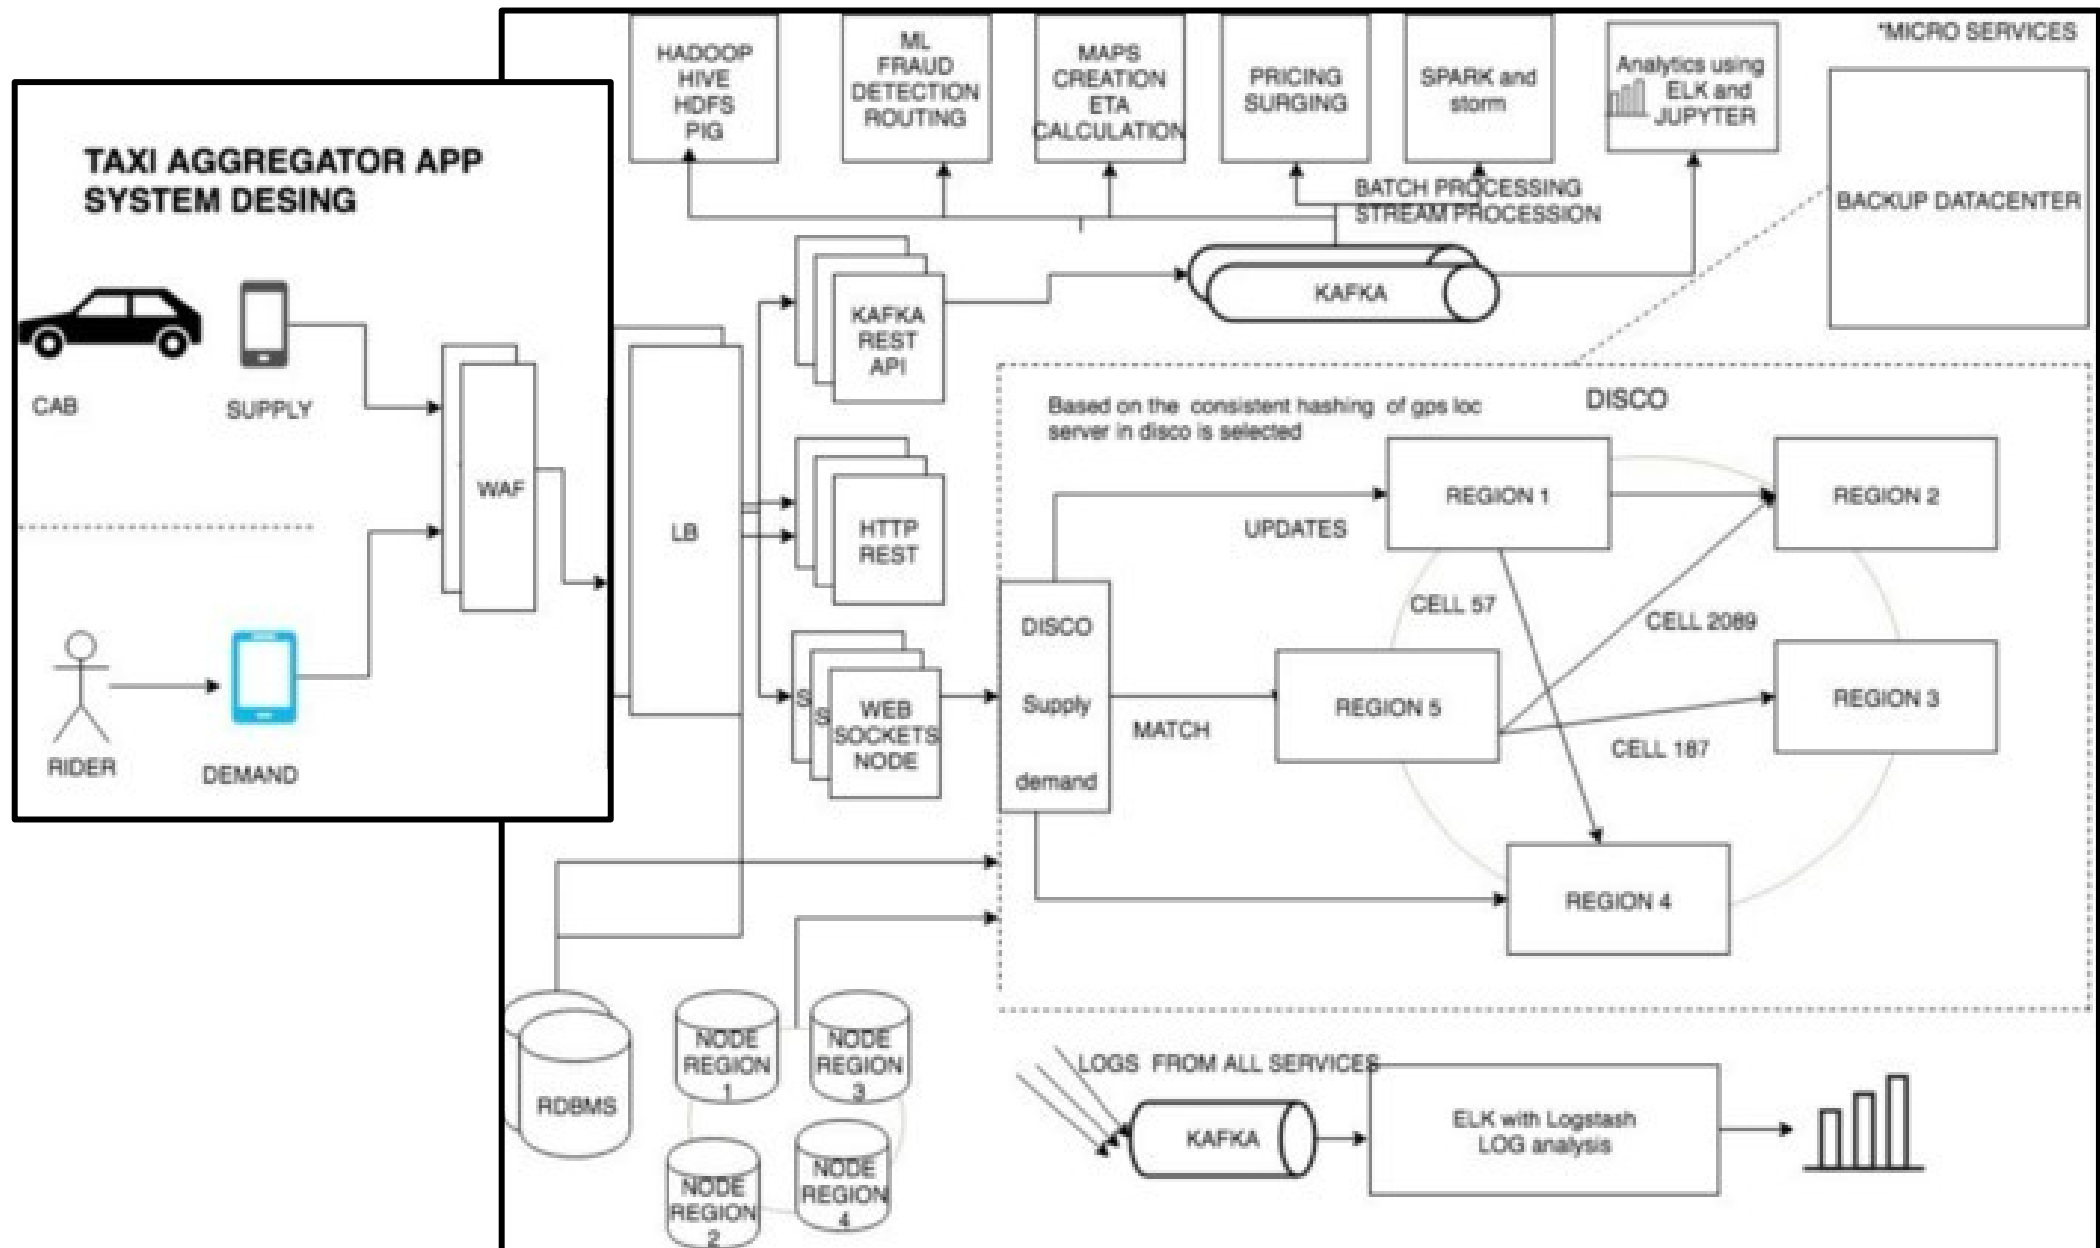 TAXI AGGREGATOR APP
SYSTEM DESING
CAB
SUPPLY
WAF
RIDER
DEMAND
HADOOP
HIVE
HDFS
PIG
ML
FRAUD
DETECTION
ROUTING
MAPS
CREATION
ETA
CALCULATION
PRICING
SURGING
SPARK and
storm
Analytics using
ELK and
JUPYTER
*MICRO SERVICES
BACKUP DATACENTER
BATCH PROCESSING
STREAM PROCESSION
KAFKA
REST
API
KAFKA
LB
HTTP
REST
S
S
WEB
SOCKETS
NODE
DISCO
Based on the consistent hashing of gps loc
server in disco is selected
DISCO
Supply
demand
UPDATES
MATCH
REGION 1
REGION 2
CELL 57
CELL 2089
REGION 5
REGION 3
CELL 187
REGION 4
RDBMS
NODE
REGION
1
NODE
REGION
3
NODE
REGION
2
NODE
REGION
4
LOGS FROM ALL SERVICES
KAFKA
ELK with Logstash
LOG analysis